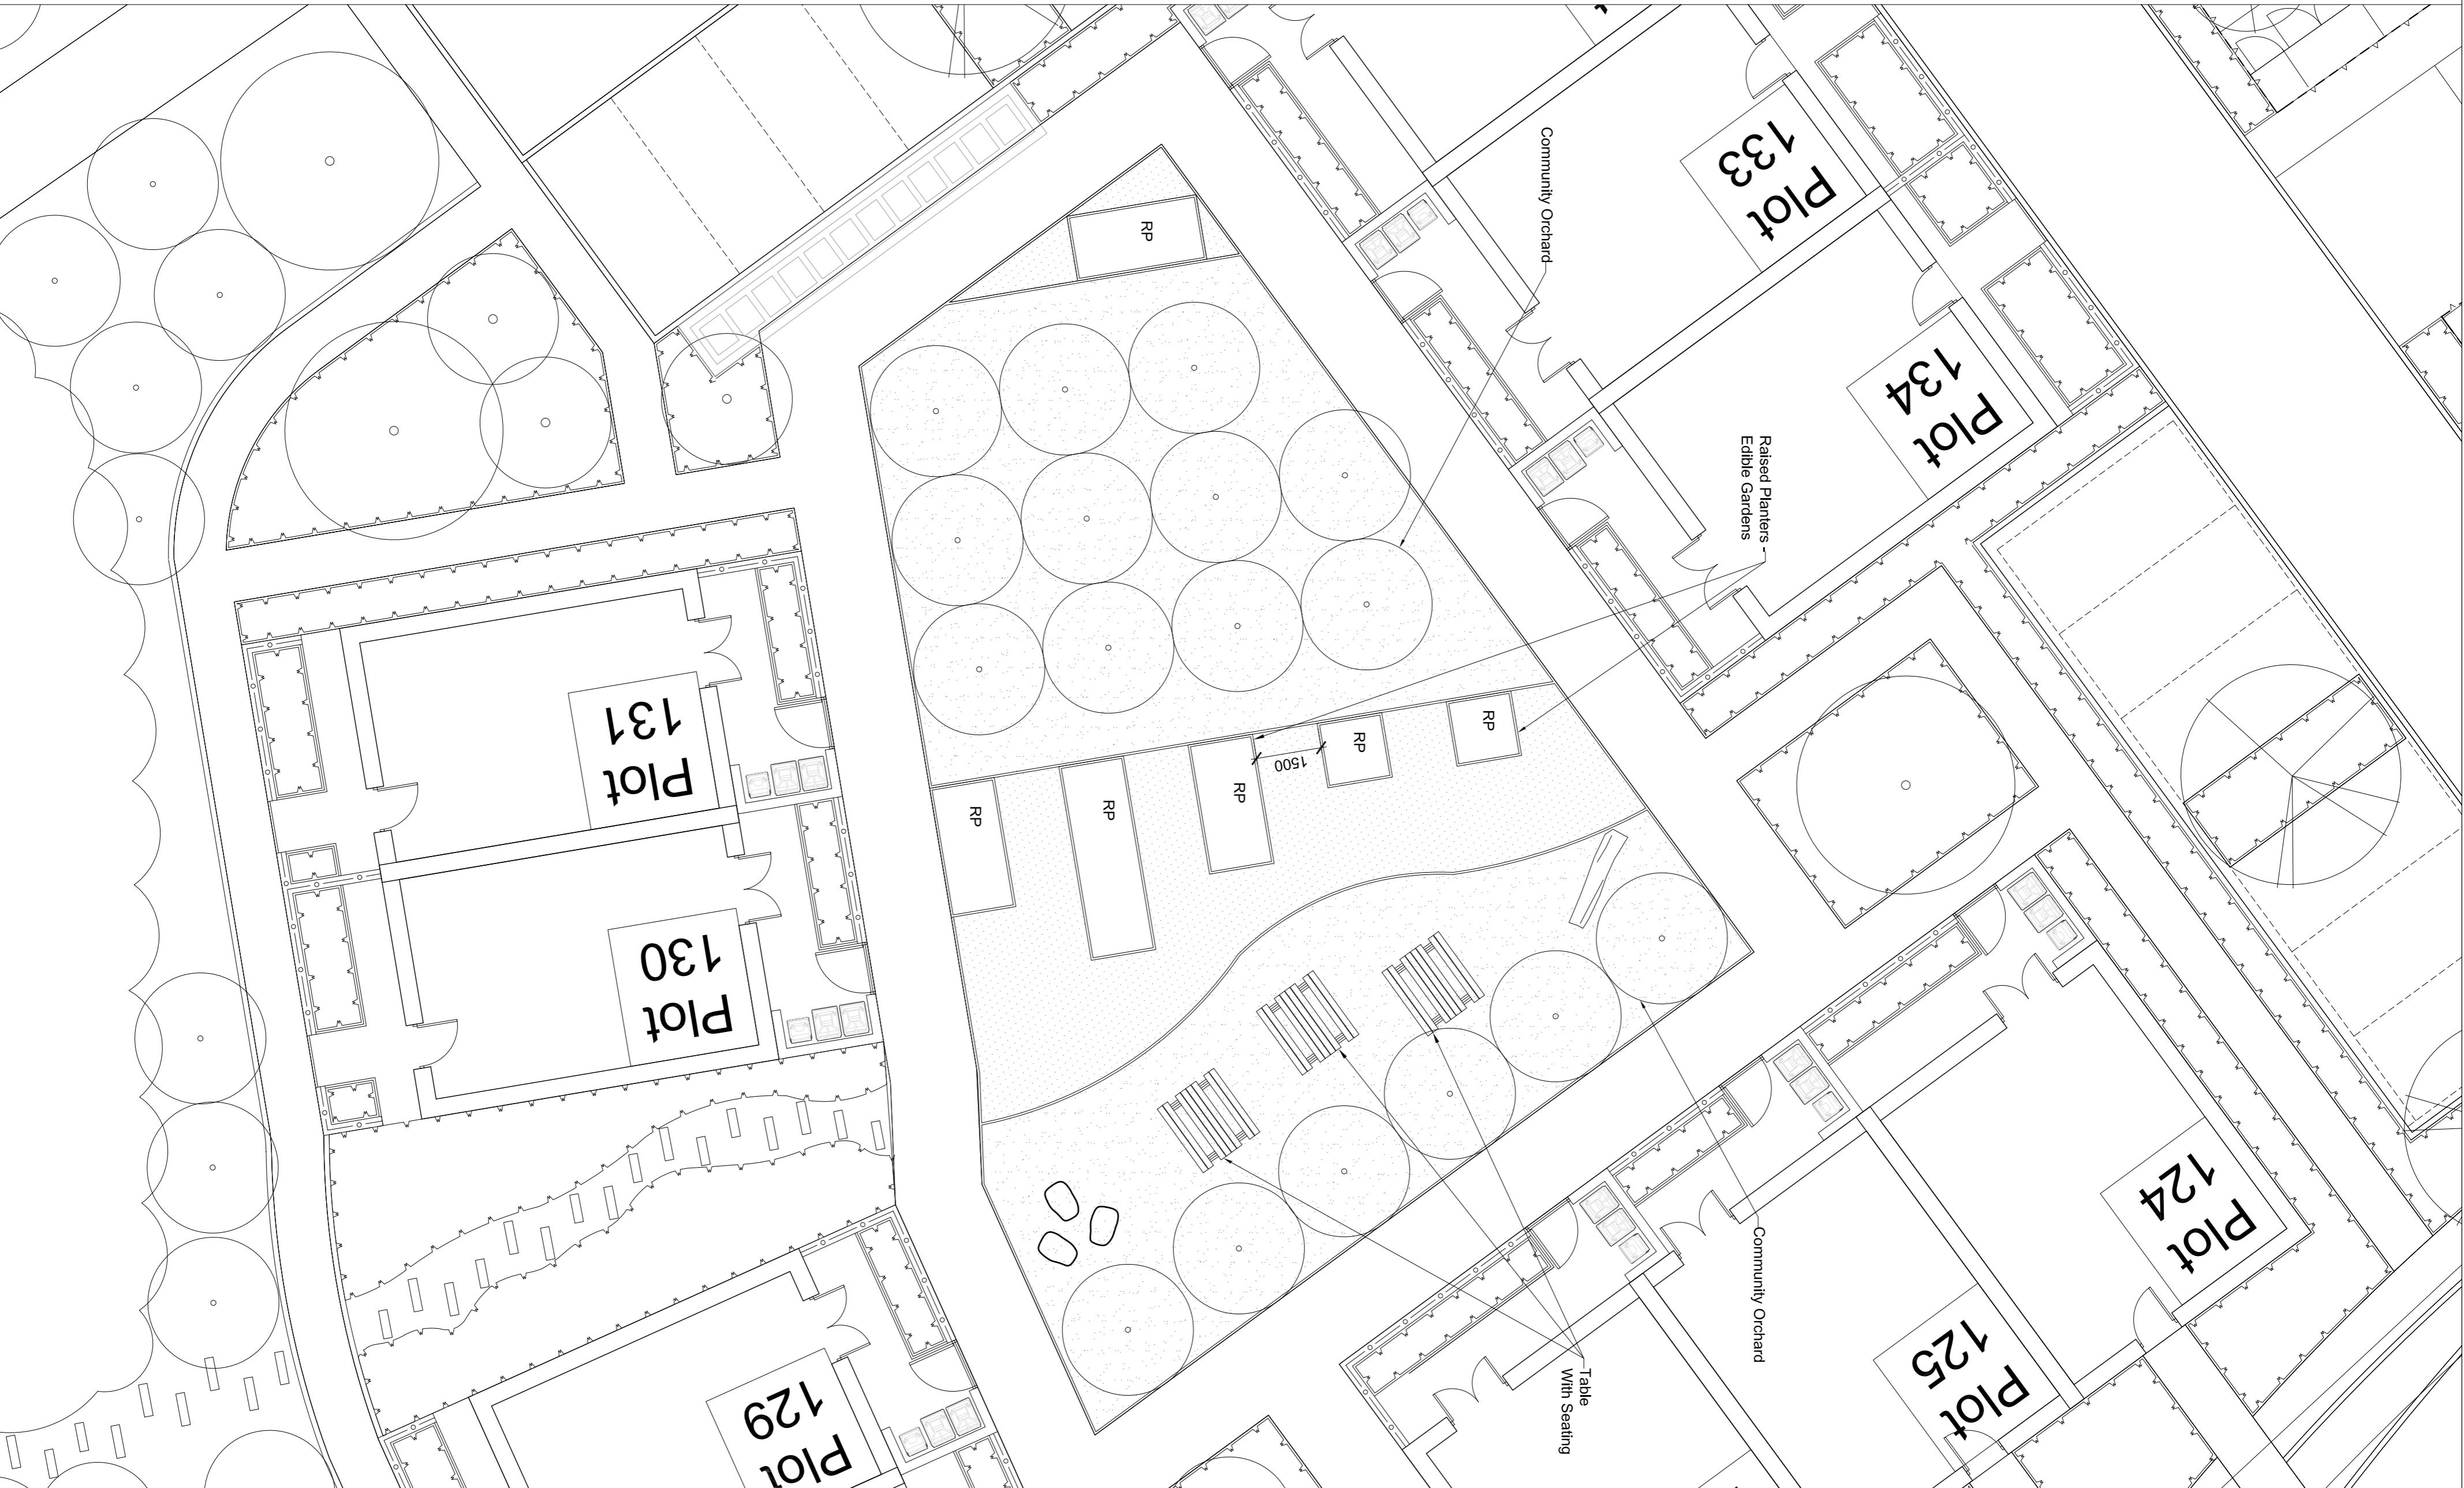 Community Orchard
Plot
133
Plot
134
Raised Planters -
Edible Gardens
RP
RP
RP
RP
RP
RP
1500
Plot
131
Plot
130
Plot
129
Community Orchard
Table
With Seating
Plot
124
Plot
125